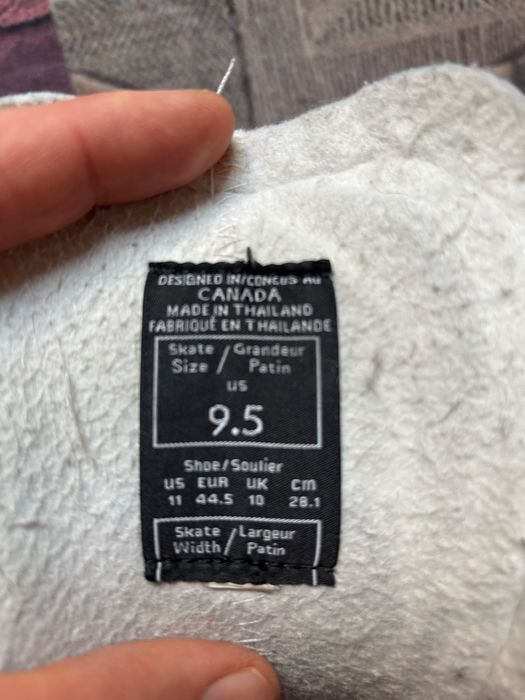 DESIGNED IN/CONÇUS AU
CANADA
MADE IN THAILAND
FABRIQUÉ EN THAILANDE
Skate / Grandeur
Size / Patin
US
9.5
Shoe/Soulier
US EUR UK cm
11 44.5 10 28.1
Skate / Largeur
Width / Patin